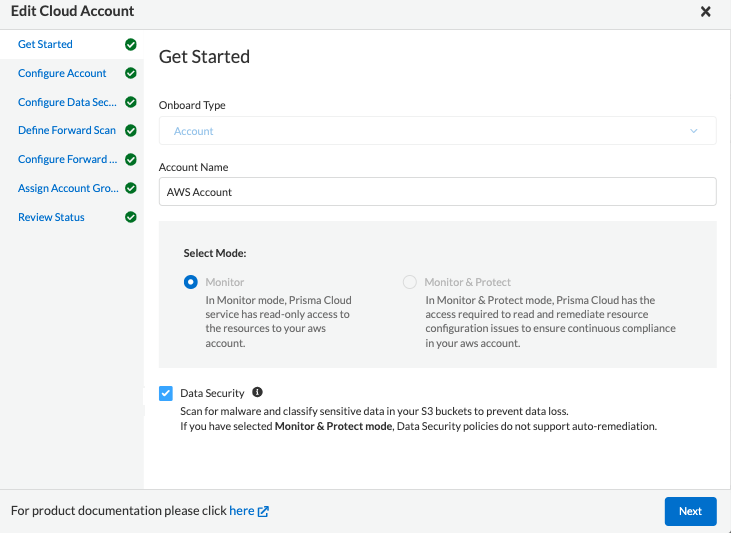 Edit Cloud Account
Get Started
Configure Account
Configure Data Sec...
Define Forward Scan
Configure Forward ...
Assign Account Gro...
Review Status
Get Started
Onboard Type
Account
Account Name
AWS Account
Select Mode:
Monitor
In Monitor mode, Prisma Cloud
service has read-only access to
the resources to your aws
account.
Monitor & Protect
In Monitor & Protect mode, Prisma Cloud has the
access required to read and remediate resource
configuration issues to ensure continuous compliance
in your aws account.
Data Security
Scan for malware and classify sensitive data in your S3 buckets to prevent data loss.
If you have selected Monitor & Protect mode, Data Security policies do not support auto-remediation.
For product documentation please click here
Next